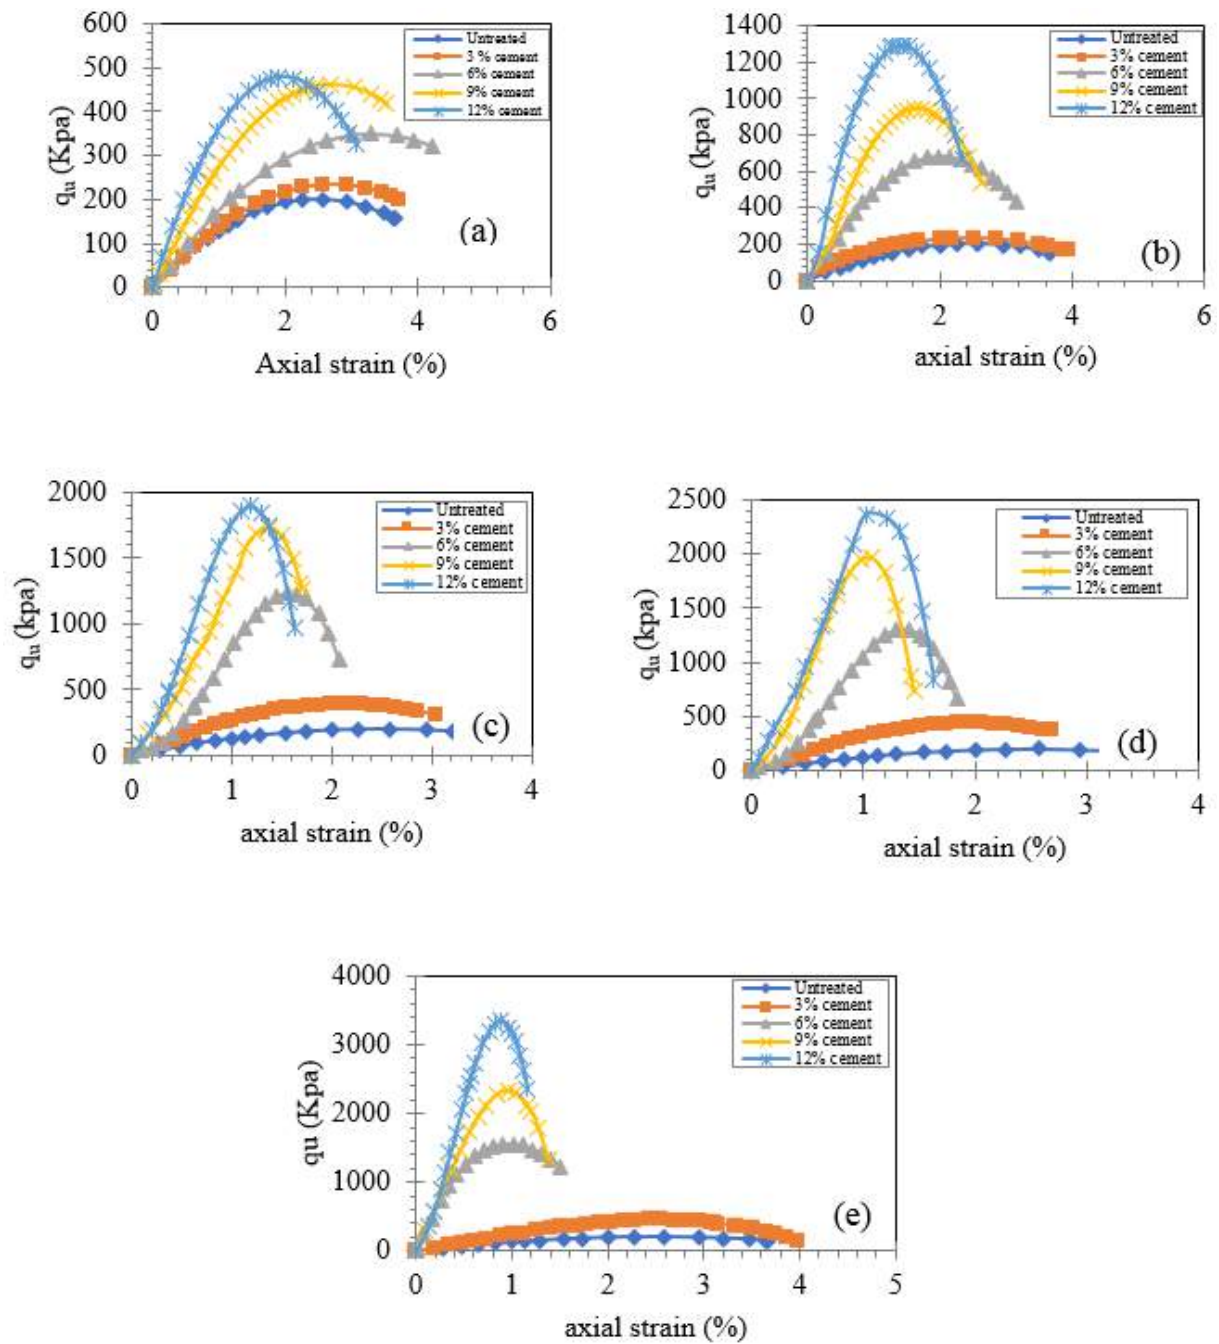 600
500
400
300
200
100
0
qu (Kpa)
Untreated
3 % cement
6% cement
9% cement
12% cement
(a)
0 2 4 6
Axial strain (%)
1400
1200
1000
800
600
400
200
0
qu (kpa)
Untreated
3% cement
6% cement
9% cement
12% cement
(b)
0 2 4 6
axial strain (%)
2000
1500
1000
500
0
qu (kpa)
Untreated
3% cement
6% cement
9% cement
12% cement
(c)
0 1 2 3 4
axial strain (%)
2500
2000
1500
1000
500
0
qu (kpa)
Untreated
3% cement
6% cement
9% cement
12% cement
(d)
0 1 2 3 4
axial strain (%)
4000
3000
2000
1000
0
qu (Kpa)
Untreated
3% cement
6% cement
9% cement
12% cement
(e)
0 1 2 3 4 5
axial strain (%)